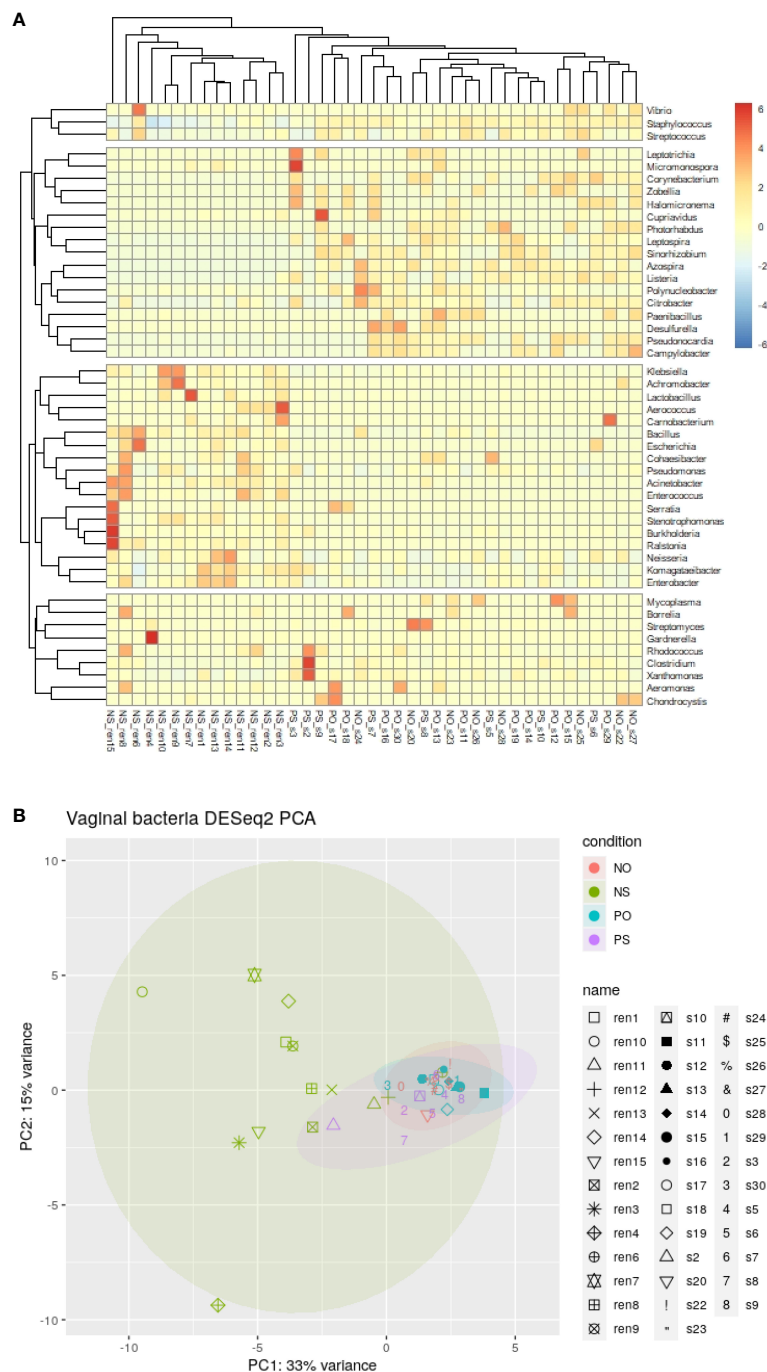 A
Vibrio
Staphylococcus
Streptococcus
Leptotrichia
Micromonospora
Corynebacterium
Zobellia
Halomicronema
Cupriavidus
Photorhabdus
Leptospira
Sinorhizobium
Azospira
Listeria
Polynucleobacter
Citrobacter
Paenibacillus
Desulfurella
Pseudonocardia
Campylobacter
Klebsiella
Achromobacter
Lactobacillus
Aerococcus
Carnobacterium
Bacillus
Escherichia
Cohaesibacter
Pseudomonas
Acinetobacter
Enterococcus
Serratia
Stenotrophomonas
Burkholderia
Ralstonia
Neisseria
Komagataeibacter
Enterobacter
Mycoplasma
Borrelia
Streptomyces
Gardnerella
Rhodococcus
Clostridium
Xanthomonas
Aeromonas
Chondrocystis
6
4
2
0
-2
-4
-6
NS_ren15
NS_ren8
NS_ren6
NS_ren4
NS_ren10
NS_ren9
NS_ren7
NS_ren1
NS_ren13
NS_ren14
NS_ren11
NS_ren12
NS_ren2
NS_ren3
PS_s3
PS_s2
PS_s9
PO_s17
PO_s18
NO_s24
PS_s7
PO_s16
PO_s30
NO_s20
PS_s8
PO_s13
NO_s23
PO_s11
NO_s26
PS_s5
NO_s28
PO_s19
PO_s14
PS_s10
PO_s12
PO_s15
NO_s25
PS_s6
PO_s29
NO_s22
NO_s27
B
Vaginal bacteria DESeq2 PCA
PC2: 15% variance
10
5
0
-5
-10
-10
-5
0
5
PC1: 33% variance
3
0
2
7
4
8
condition
NO
NS
PO
PS
name
ren1
ren10
ren11
ren12
ren13
ren14
ren15
ren2
ren3
ren4
ren6
ren7
ren8
ren9
s10
s11
s12
s13
s14
s15
s16
s17
s18
s19
s2
s20
! s22
" s23
# s24
$ s25
% s26
& s27
0 s28
1 s29
2 s3
3 s30
4 s5
5 s6
6 s7
7 s8
8 s9